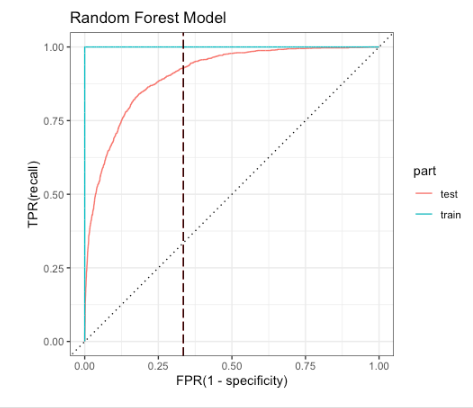 Random Forest Model
1.00
0.75
0.50
0.25
0.00
TPR(recall)
0.00 0.25 0.50 0.75 1.00
FPR(1 - specificity)
part
test
train